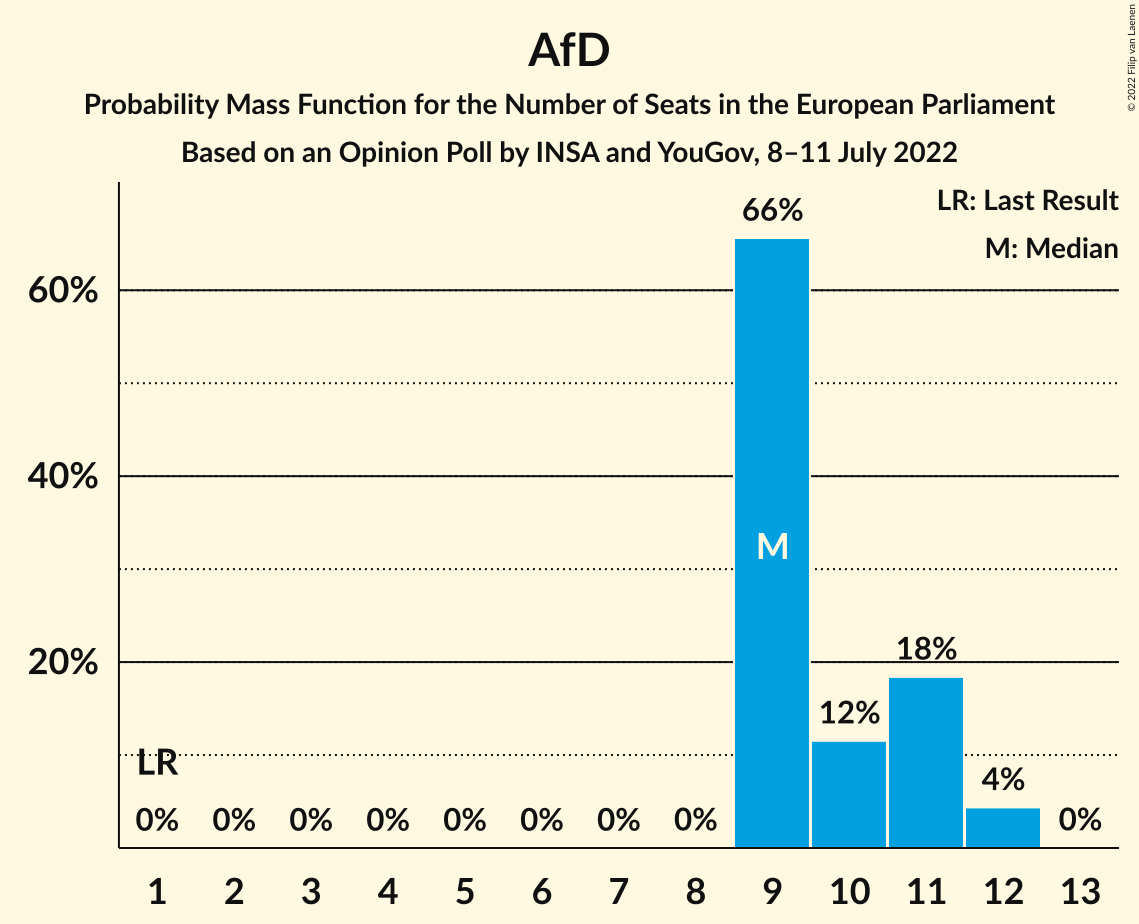 AfD
Probability Mass Function for the Number of Seats in the European Parliament
Based on an Opinion Poll by INSA and YouGov, 8–11 July 2022
© 2022 Filip van Laenen
LR: Last Result
M: Median
66%
60%
40%
M
20%
18%
12%
LR
4%
0% 0% 0% 0% 0% 0% 0% 0% 0%
1 2 3 4 5 6 7 8 9 10 11 12 13